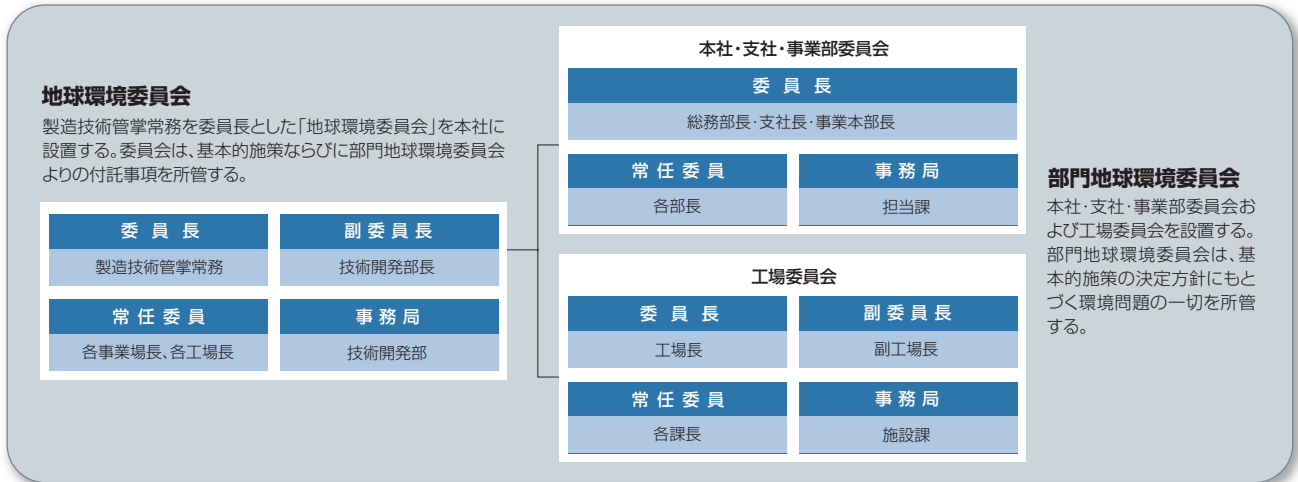 地球環境委員会
製造技術管掌常務を委員長とした「地球環境委員会」を本社に
設置する。委員会は、基本的施策ならびに部門地球環境委員会
よりの付託事項を所管する。
委員長
副委員長
製造技術管掌常務
技術開発部長
常任委員
事務局
各事業場長、各工場長
技術開発部
本社・支社・事業部委員会
委員長
総務部長・支社長・事業本部長
常任委員
事務局
各部長
担当課
工場委員会
委員長
副委員長
工場長
副工場長
常任委員
事務局
各課長
施設課
部門地球環境委員会
本社・支社・事業部委員会お
よび工場委員会を設置する。
部門地球環境委員会は、基
本的施策の決定方針にもと
づく環境問題の一切を所管
する。